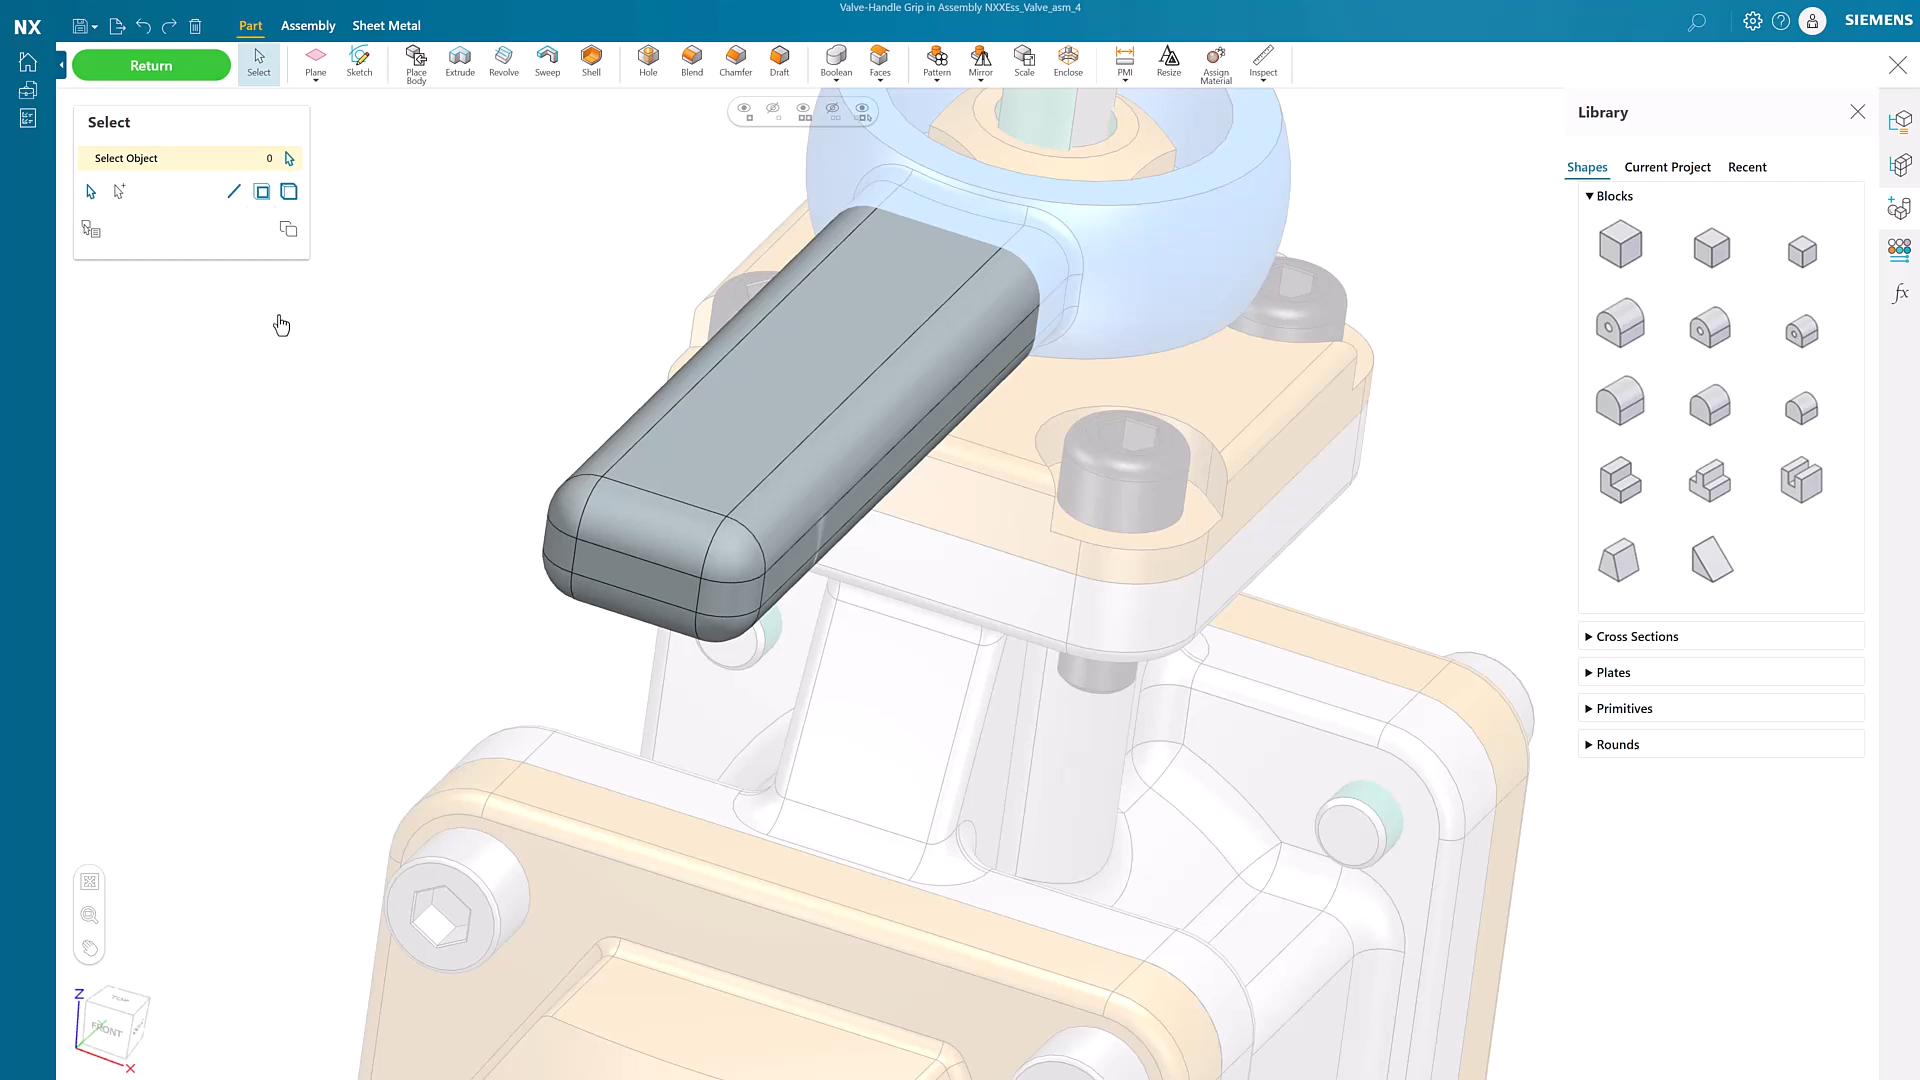 Valve-Handle Grip in Assembly NXXEss_Valve_asm_4
NX
Part
Assembly
Sheet Metal
SIEMENS
Return
Select
Plane
Sketch
Place Body
Extrude
Revolve
Sweep
Shell
Hole
Blend
Chamfer
Draft
Boolean
Faces
Pattern
Mirror
Scale
Enclose
PMI
Resize
Assign Material
Inspect
Select
Select Object 0
Library
Shapes
Current Project
Recent
Blocks
fx
Cross Sections
Plates
Primitives
Rounds
Z
TOP
FRONT
X